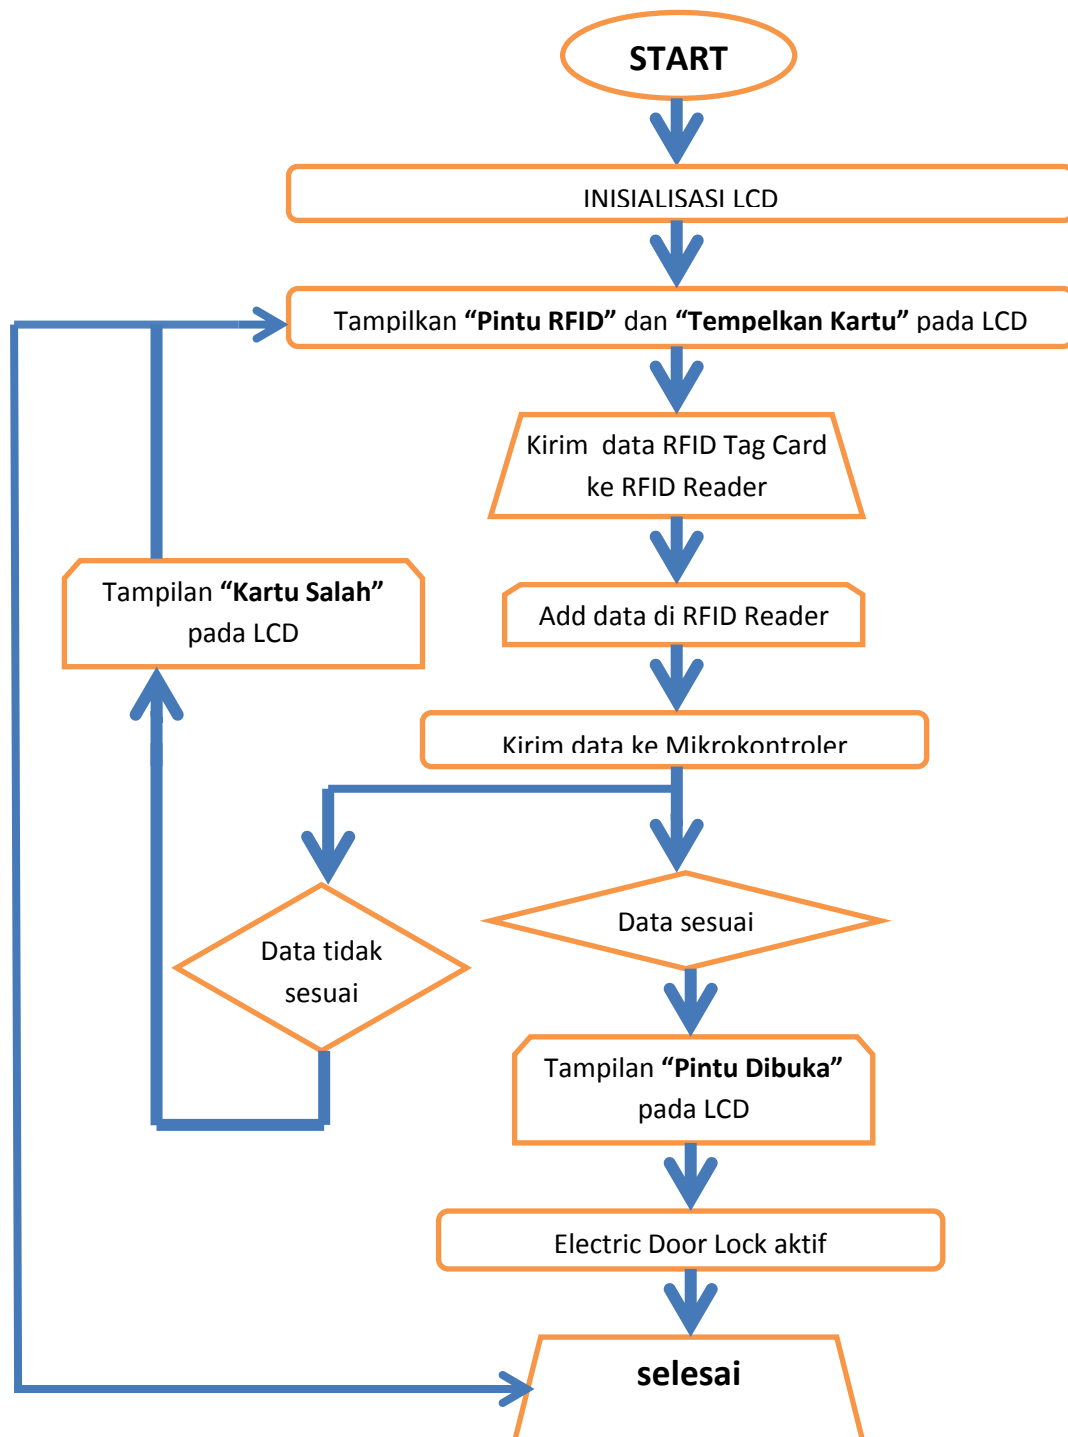 START
INISIALISASI LCD
Tampilkan “Pintu RFID” dan “Tempelkan Kartu” pada LCD
Kirim data RFID Tag Card
ke RFID Reader
Tampilan “Kartu Salah”
pada LCD
Add data di RFID Reader
Kirim data ke Mikrokontroler
Data sesuai
Data tidak
sesuai
Tampilan “Pintu Dibuka”
pada LCD
Electric Door Lock aktif
selesai